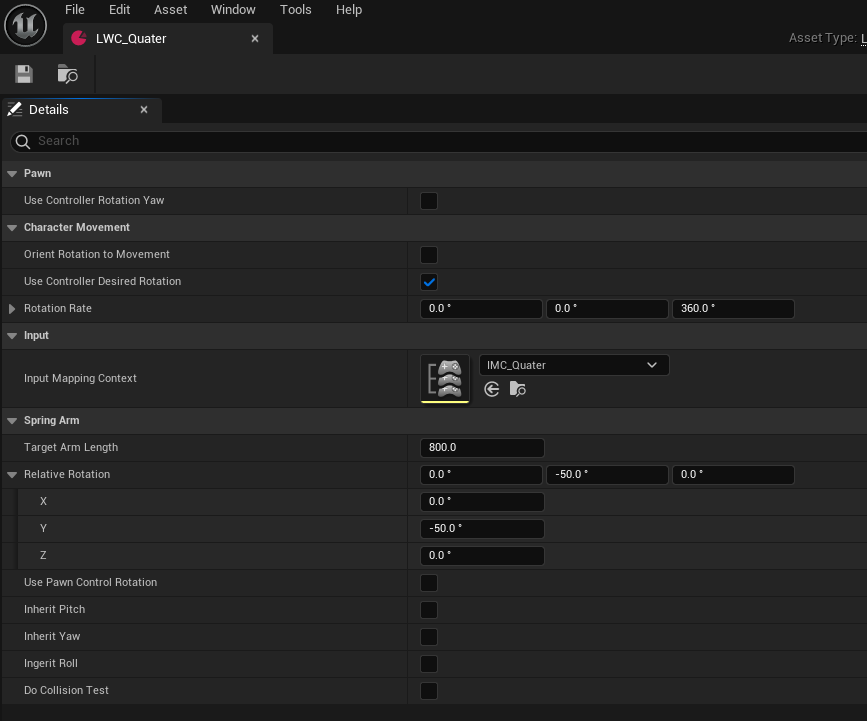 File Edit Asset Window Tools Help
LWC_Quater
Asset Type: L
Details
Search
Pawn
Use Controller Rotation Yaw
Character Movement
Orient Rotation to Movement
Use Controller Desired Rotation
Rotation Rate 0.0 ° 0.0 ° 360.0 °
Input
Input Mapping Context IMC_Quater
Spring Arm
Target Arm Length 800.0
Relative Rotation 0.0 ° -50.0 ° 0.0 °
X 0.0 °
Y -50.0 °
Z 0.0 °
Use Pawn Control Rotation
Inherit Pitch
Inherit Yaw
Ingerit Roll
Do Collision Test